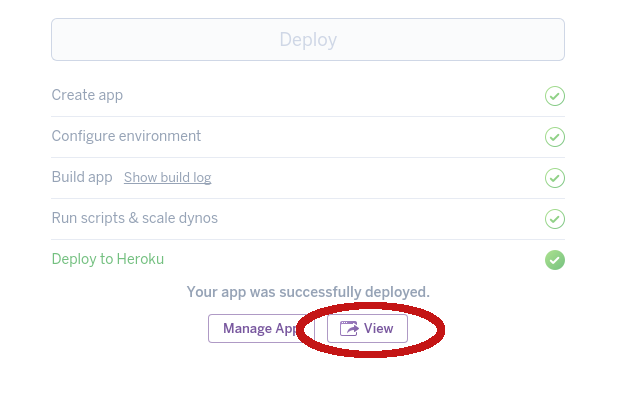 Deploy
Create app
Configure environment
Build app Show build log
Run scripts & scale dynos
Deploy to Heroku
Your app was successfully deployed.
Manage App View